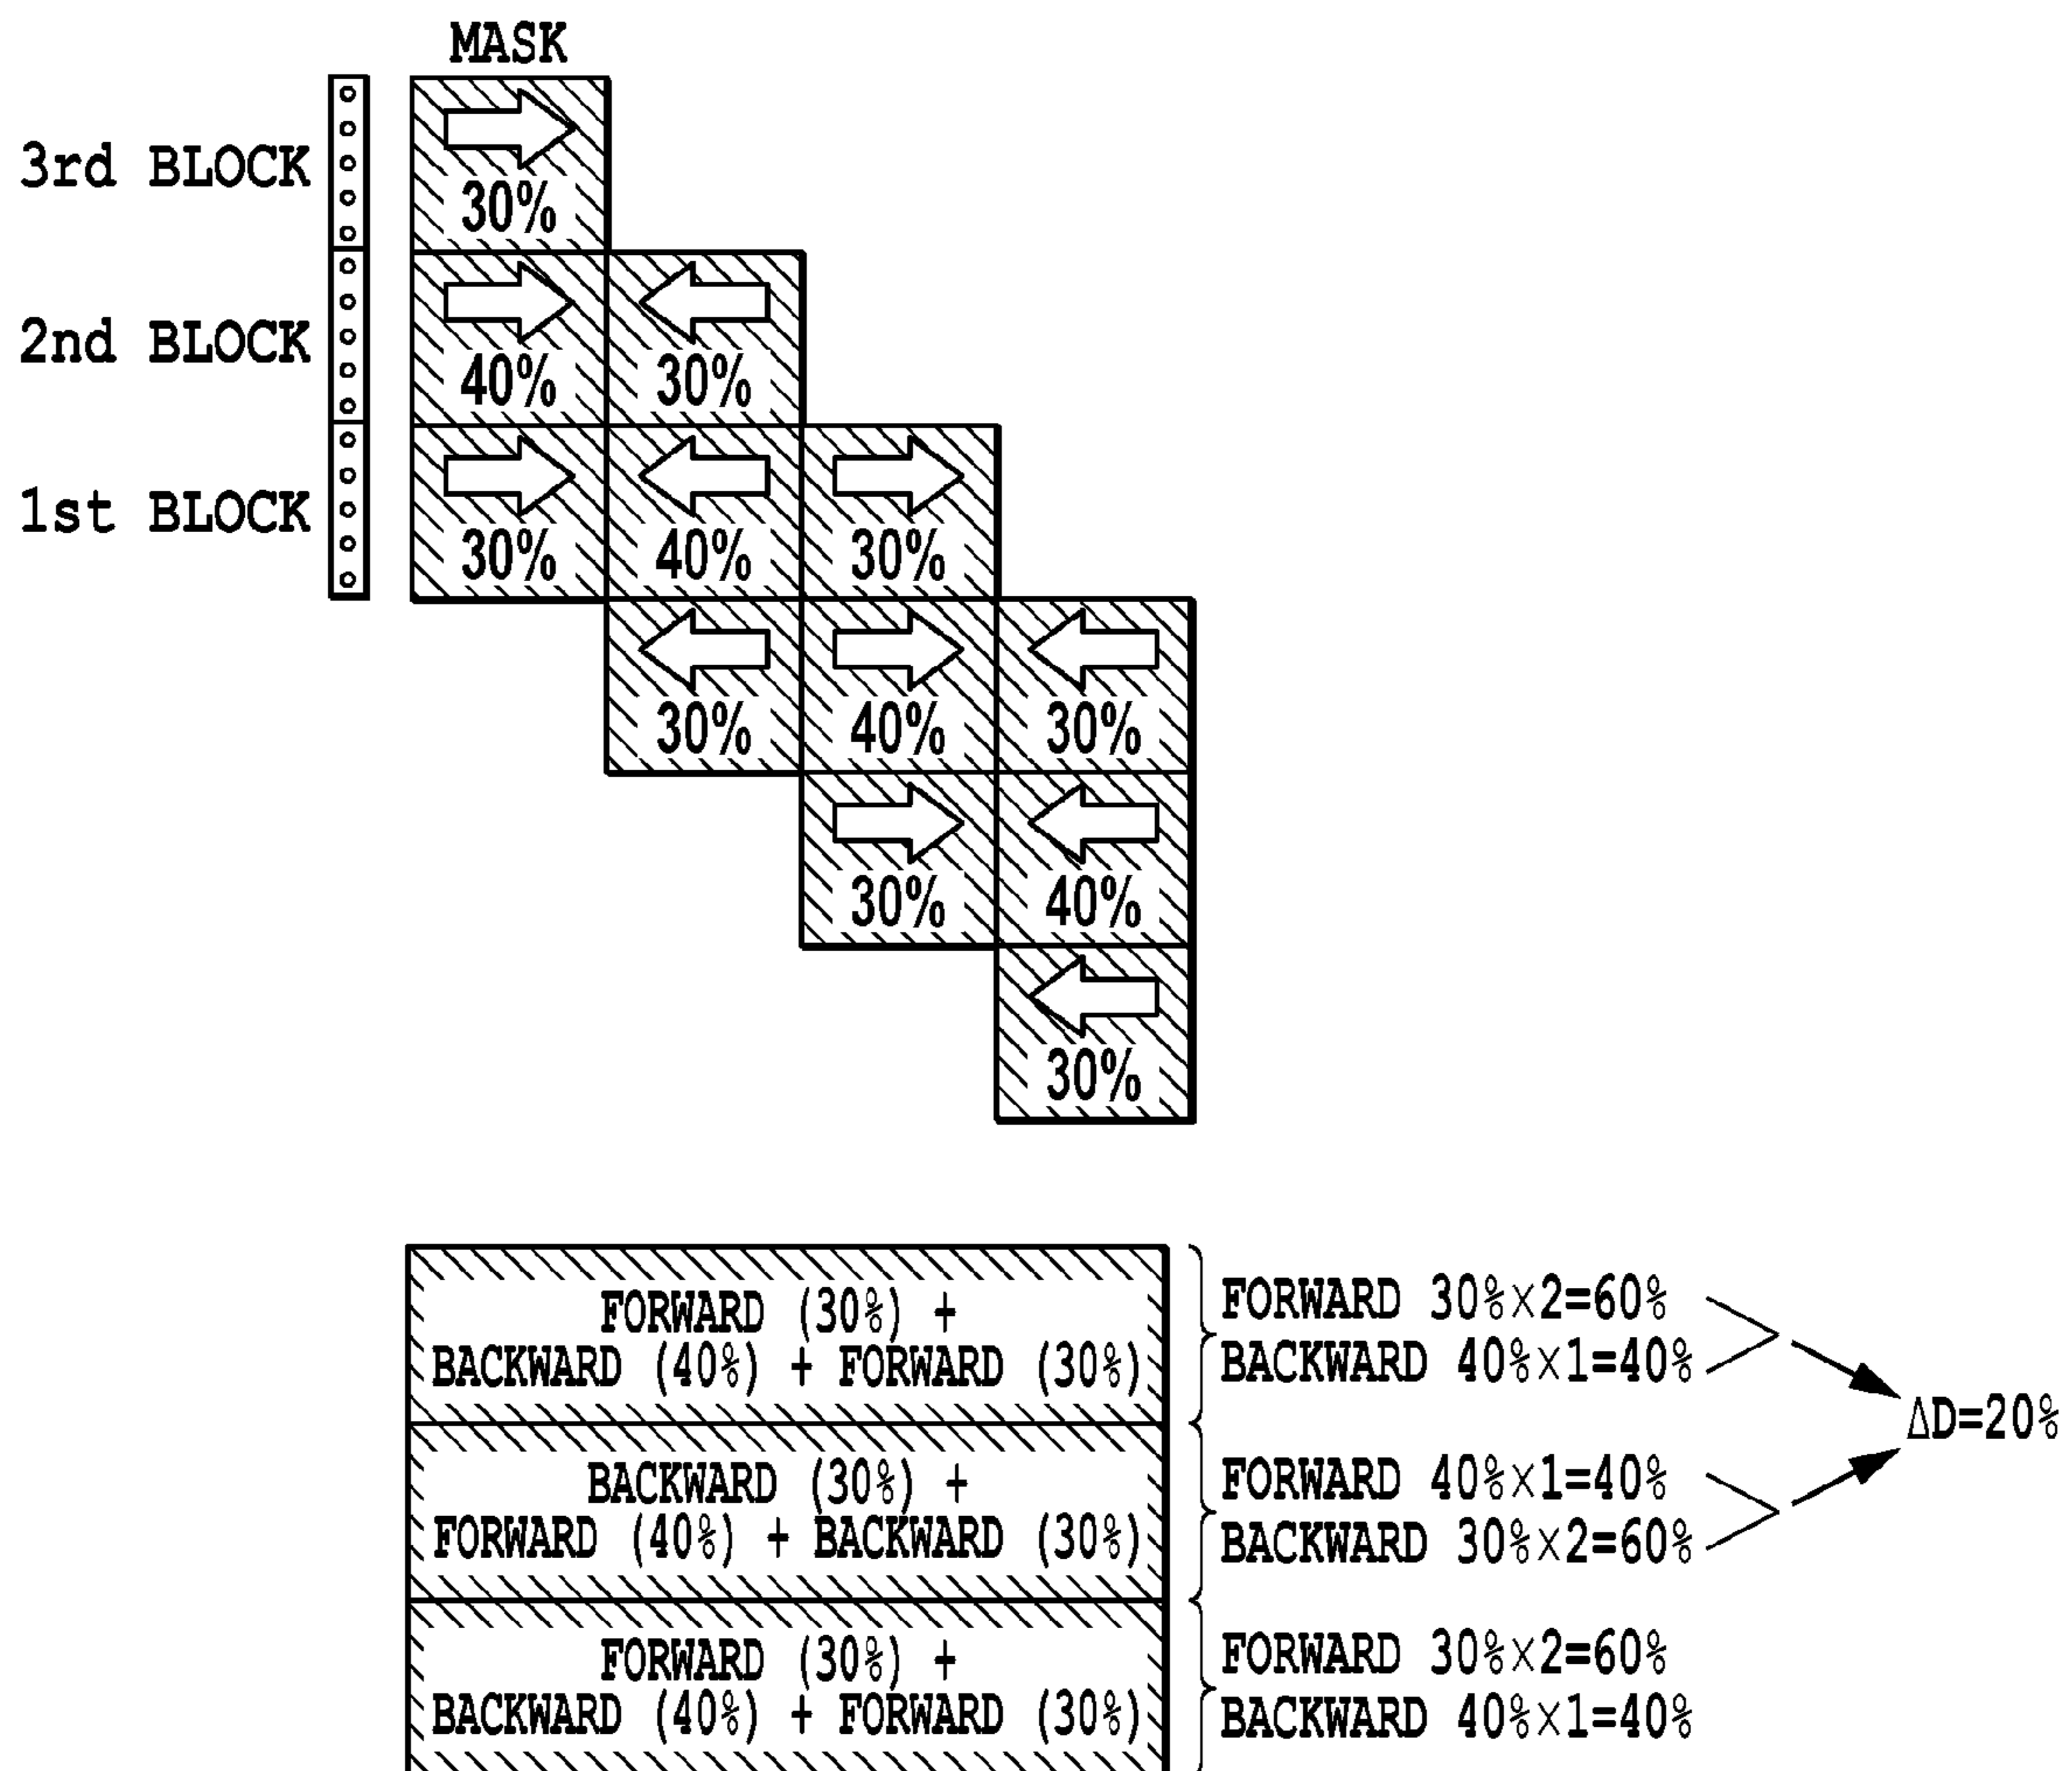 MASK
3rd BLOCK
30%
2nd BLOCK
40% 30%
1st BLOCK
30% 40% 30%
30% 40% 30%
30% 40%
30%
FORWARD (30%) +
BACKWARD (40%) + FORWARD (30%)
FORWARD 30%×2=60%
BACKWARD 40%×1=40%
ΔD=20%
BACKWARD (30%) +
FORWARD (40%) + BACKWARD (30%)
FORWARD 40%×1=40%
BACKWARD 30%×2=60%
FORWARD (30%) +
BACKWARD (40%) + FORWARD (30%)
FORWARD 30%×2=60%
BACKWARD 40%×1=40%